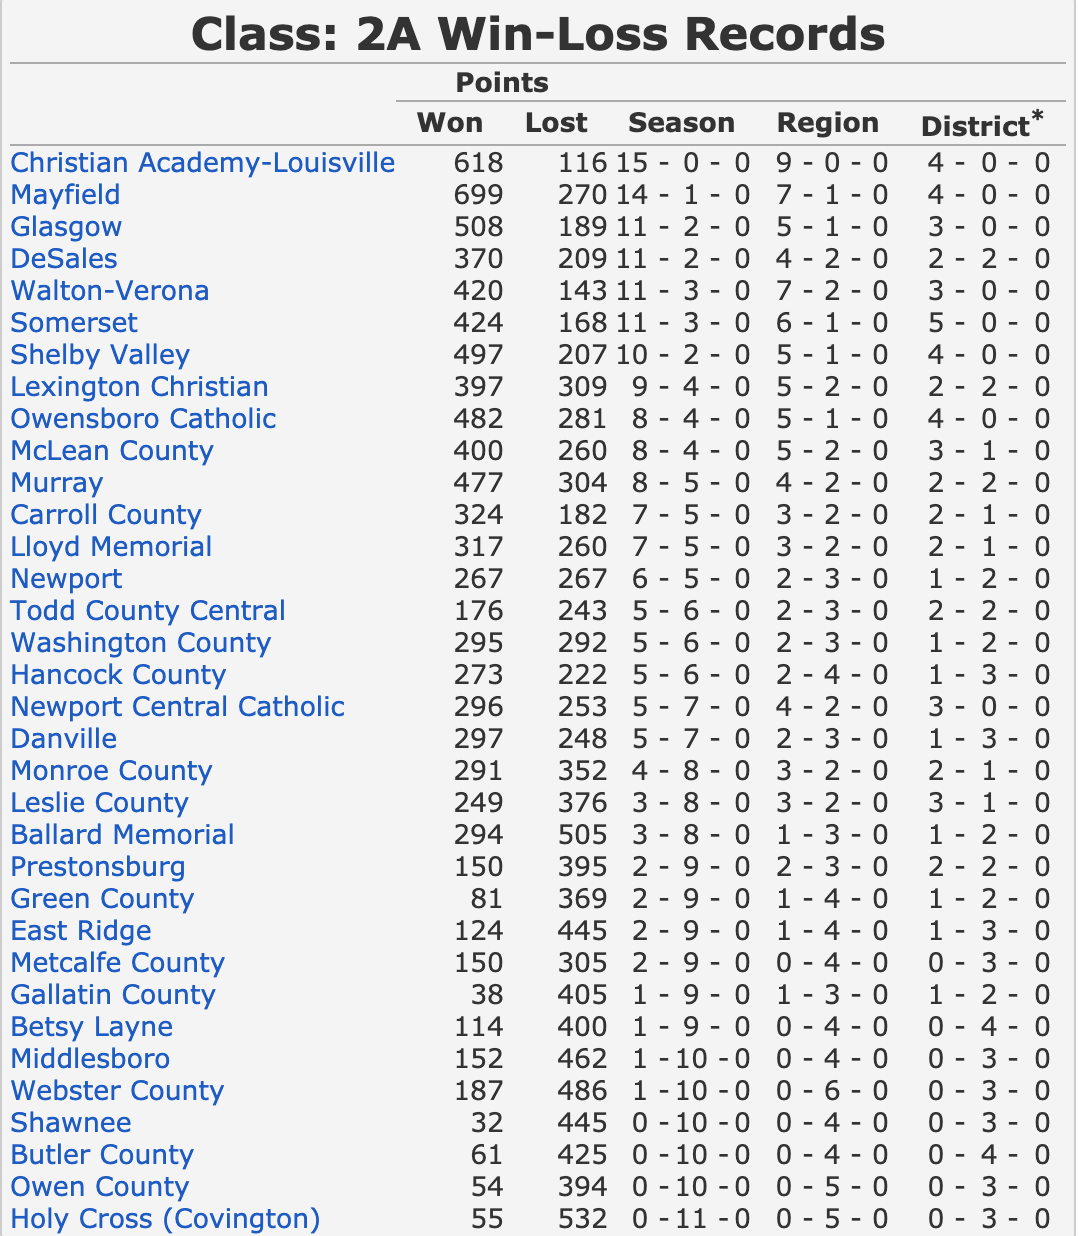 Class: 2A Win-Loss Records
Points
Won Lost Season Region District*
Christian Academy-Louisville 618 116 15 - 0 - 0 9 - 0 - 0 4 - 0 - 0
Mayfield 699 270 14 - 1 - 0 7 - 1 - 0 4 - 0 - 0
Glasgow 508 189 11 - 2 - 0 5 - 1 - 0 3 - 0 - 0
DeSales 370 209 11 - 2 - 0 4 - 2 - 0 2 - 2 - 0
Walton-Verona 420 143 11 - 3 - 0 7 - 2 - 0 3 - 0 - 0
Somerset 424 168 11 - 3 - 0 6 - 1 - 0 5 - 0 - 0
Shelby Valley 497 207 10 - 2 - 0 5 - 1 - 0 4 - 0 - 0
Lexington Christian 397 309 9 - 4 - 0 5 - 2 - 0 2 - 2 - 0
Owensboro Catholic 482 281 8 - 4 - 0 5 - 1 - 0 4 - 0 - 0
McLean County 400 260 8 - 4 - 0 5 - 2 - 0 3 - 1 - 0
Murray 477 304 8 - 5 - 0 4 - 2 - 0 2 - 2 - 0
Carroll County 324 182 7 - 5 - 0 3 - 2 - 0 2 - 1 - 0
Lloyd Memorial 317 260 7 - 5 - 0 3 - 2 - 0 2 - 1 - 0
Newport 267 267 6 - 5 - 0 2 - 3 - 0 1 - 2 - 0
Todd County Central 176 243 5 - 6 - 0 2 - 3 - 0 2 - 2 - 0
Washington County 295 292 5 - 6 - 0 2 - 3 - 0 1 - 2 - 0
Hancock County 273 222 5 - 6 - 0 2 - 4 - 0 1 - 3 - 0
Newport Central Catholic 296 253 5 - 7 - 0 4 - 2 - 0 3 - 0 - 0
Danville 297 248 5 - 7 - 0 2 - 3 - 0 1 - 3 - 0
Monroe County 291 352 4 - 8 - 0 3 - 2 - 0 2 - 1 - 0
Leslie County 249 376 3 - 8 - 0 3 - 2 - 0 3 - 1 - 0
Ballard Memorial 294 505 3 - 8 - 0 1 - 3 - 0 1 - 2 - 0
Prestonsburg 150 395 2 - 9 - 0 2 - 3 - 0 2 - 2 - 0
Green County 81 369 2 - 9 - 0 1 - 4 - 0 1 - 2 - 0
East Ridge 124 445 2 - 9 - 0 1 - 4 - 0 1 - 3 - 0
Metcalfe County 150 305 2 - 9 - 0 0 - 4 - 0 0 - 3 - 0
Gallatin County 38 405 1 - 9 - 0 1 - 3 - 0 1 - 2 - 0
Betsy Layne 114 400 1 - 9 - 0 0 - 4 - 0 0 - 4 - 0
Middlesboro 152 462 1 - 10 - 0 0 - 4 - 0 0 - 3 - 0
Webster County 187 486 1 - 10 - 0 0 - 6 - 0 0 - 3 - 0
Shawnee 32 445 0 - 10 - 0 0 - 4 - 0 0 - 3 - 0
Butler County 61 425 0 - 10 - 0 0 - 4 - 0 0 - 4 - 0
Owen County 54 394 0 - 10 - 0 0 - 5 - 0 0 - 3 - 0
Holy Cross (Covington) 55 532 0 - 11 - 0 0 - 5 - 0 0 - 3 - 0